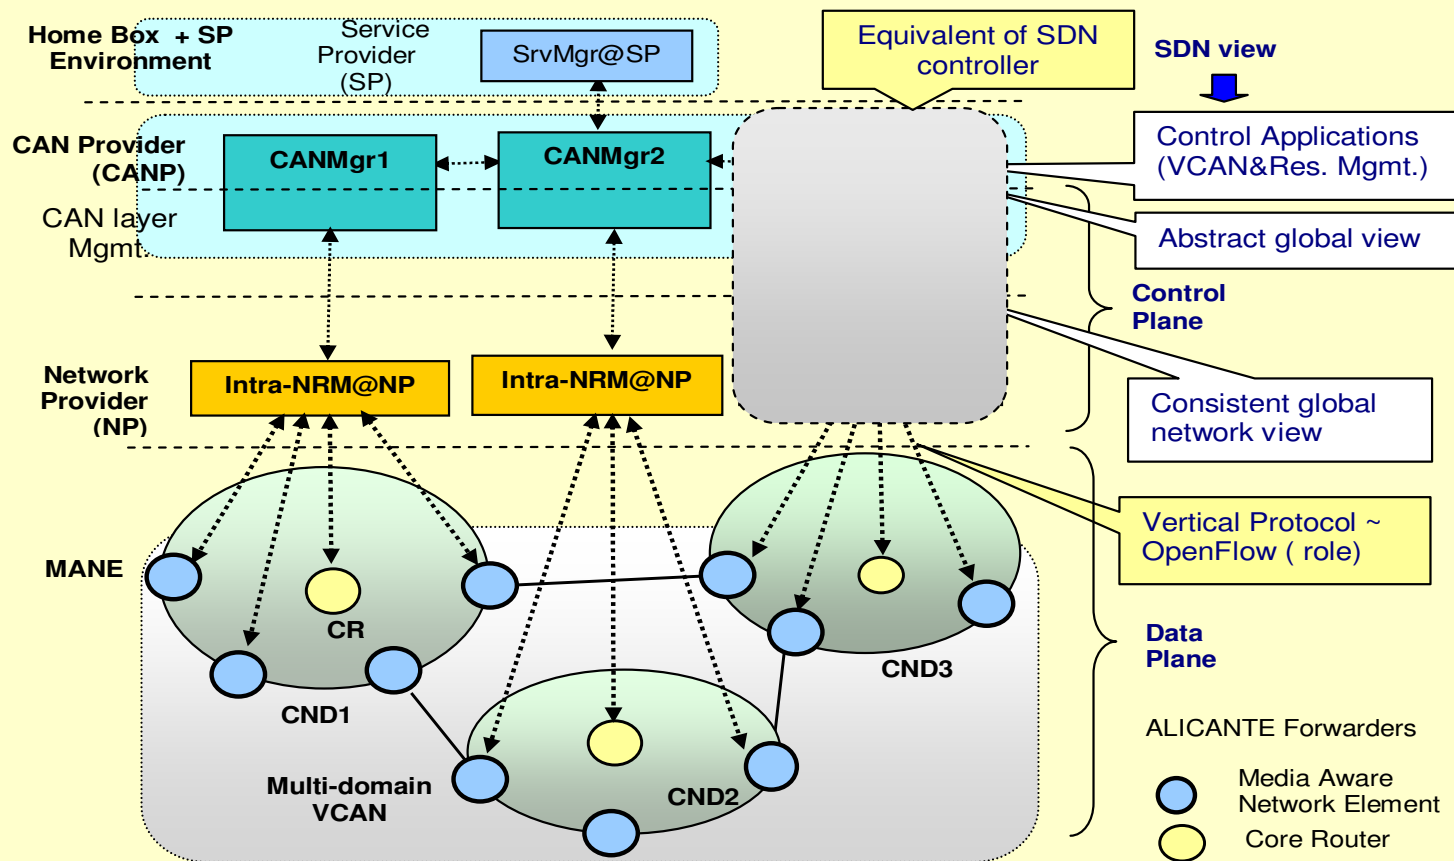 Home Box + SP
Environment
Service
Provider
(SP)
SrvMgr@SP
Equivalent of SDN
controller
SDN view
CAN Provider
(CANP)
CANMgr1
CANMgr2
Control Applications
(VCAN&Res. Mgmt.)
CAN layer
Mgmt.
Abstract global view
Control
Plane
Network
Provider
(NP)
Intra-NRM@NP
Intra-NRM@NP
Consistent global
network view
Vertical Protocol ~
OpenFlow ( role)
MANE
CR
CND1
CND3
Data
Plane
Multi-domain
VCAN
CND2
ALICANTE Forwarders
Media Aware
Network Element
Core Router